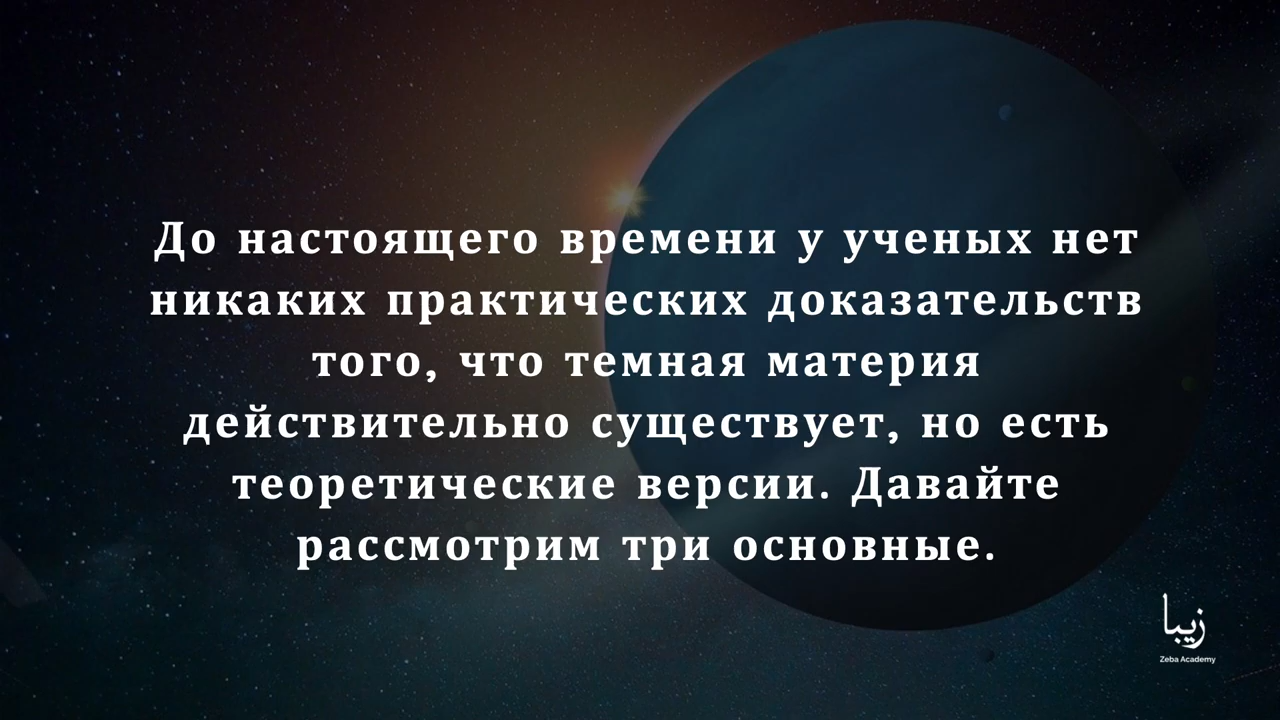 До настоящего времени у ученых нет
никаких практических доказательств
того, что темная материя
действительно существует, но есть
теоретические версии. Давайте
рассмотрим три основные.
زیبا
Zeba Academy